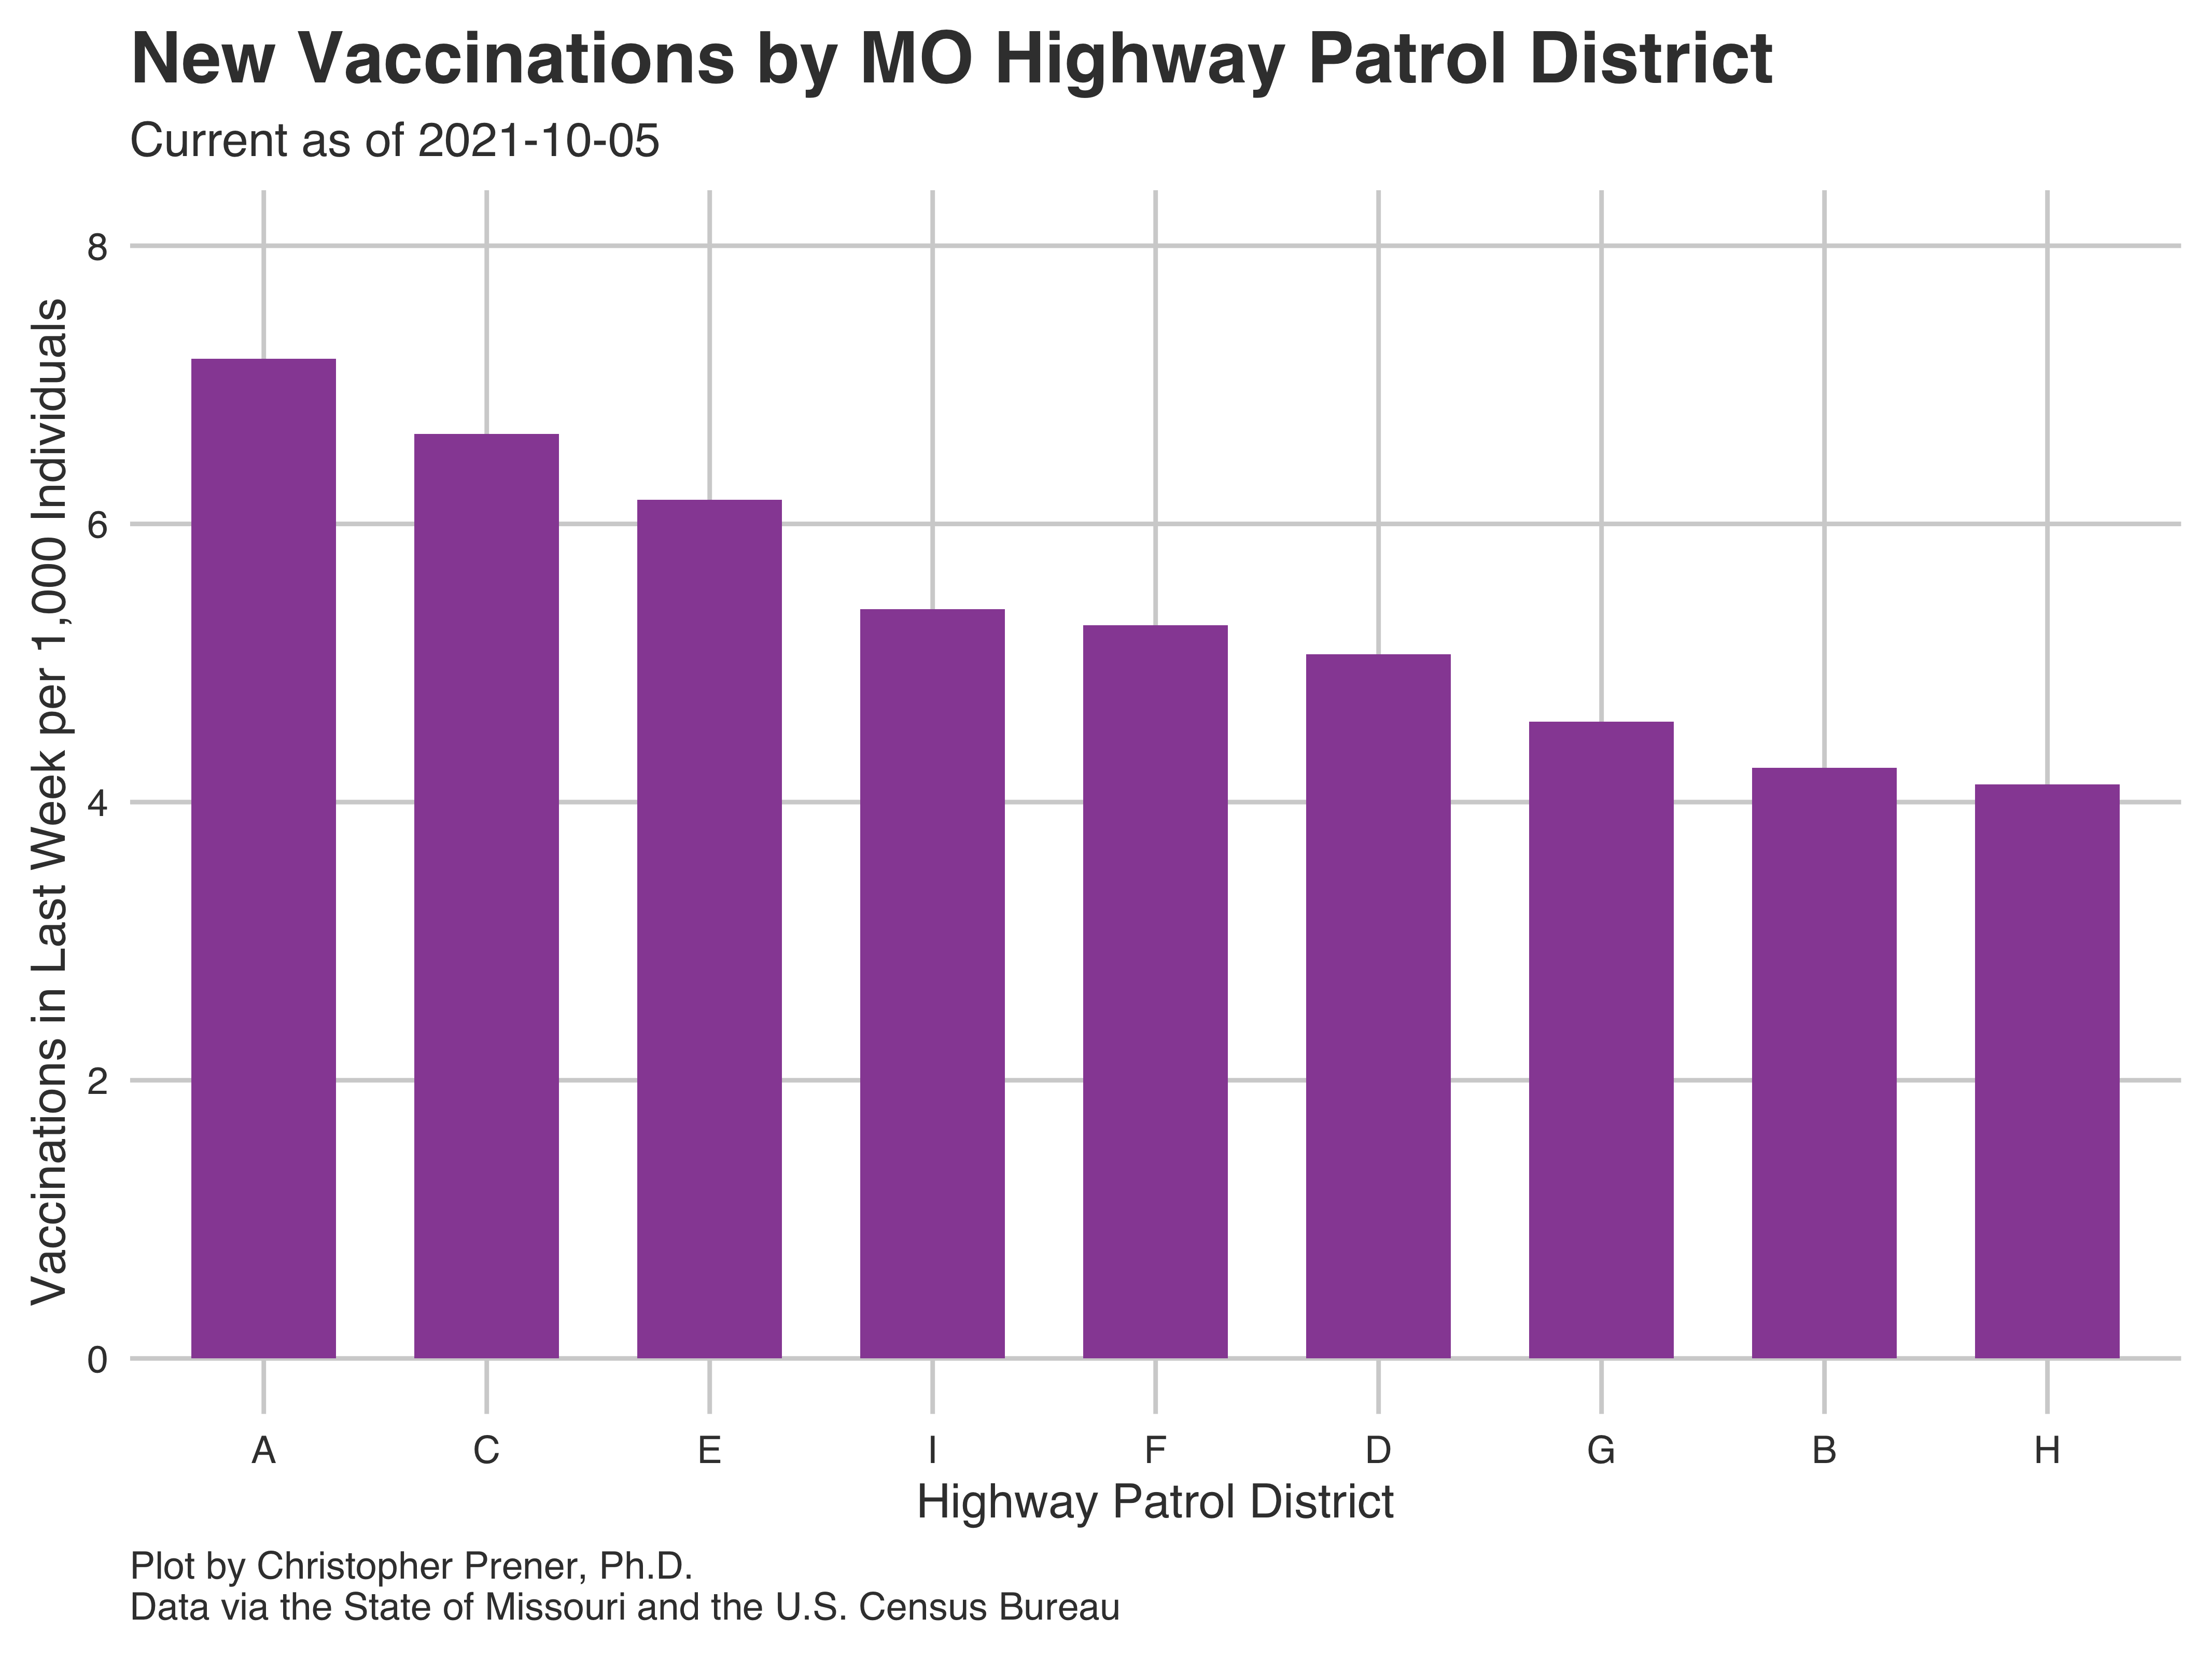 New Vaccinations by MO Highway Patrol District
Current as of 2021-10-05
Vaccinations in Last Week per 1,000 Individuals
8
6
4
2
0
A C E I F D G B H
Highway Patrol District
Plot by Christopher Prener, Ph.D.
Data via the State of Missouri and the U.S. Census Bureau